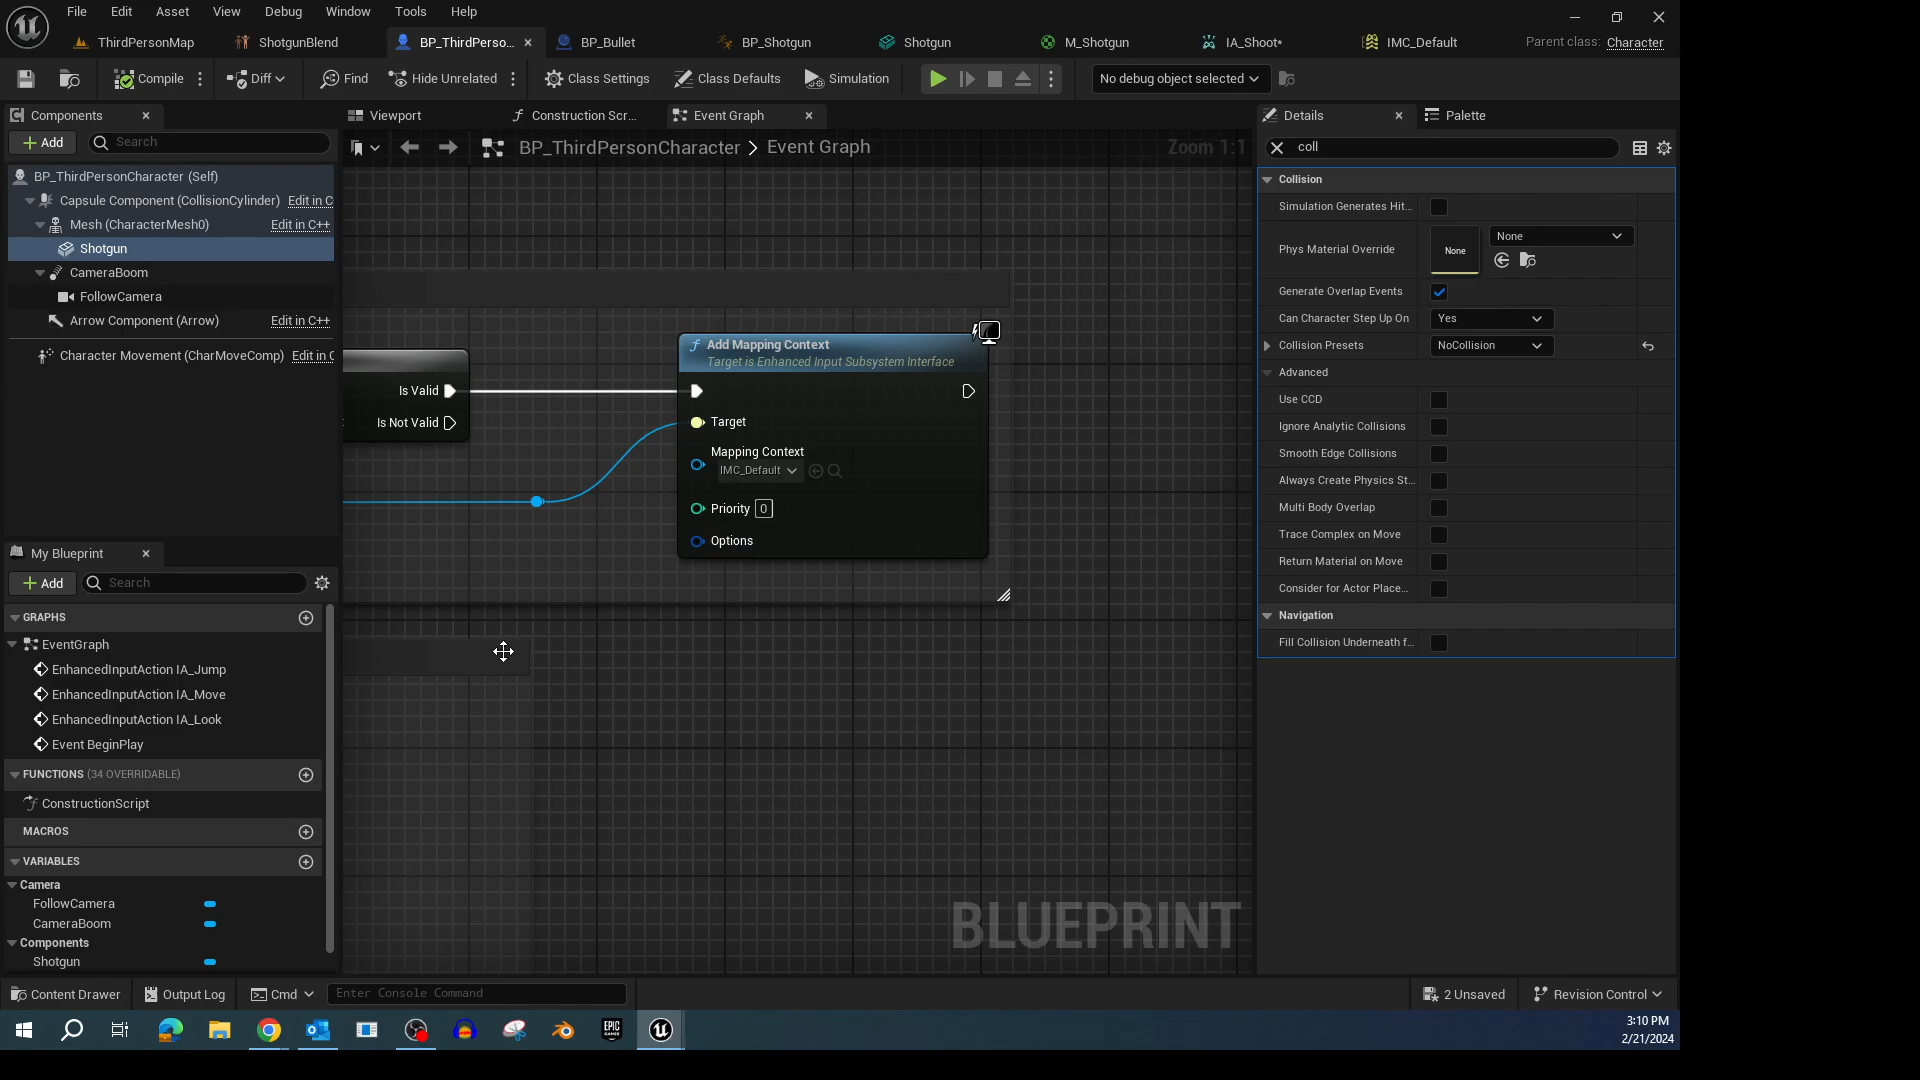 File Edit Asset View Debug Window Tools Help
ThirdPersonMap ShotgunBlend BP_ThirdPerso... BP_Bullet BP_Shotgun Shotgun M_Shotgun IA_Shoot* IMC_Default Parent class: Character
Compile Diff Find Hide Unrelated Class Settings Class Defaults Simulation No debug object selected
Components
Add Search
BP_ThirdPersonCharacter (Self)
Capsule Component (CollisionCylinder) Edit in C
Mesh (CharacterMesh0) Edit in C++
Shotgun
CameraBoom
FollowCamera
Arrow Component (Arrow) Edit in C++
Character Movement (CharMoveComp) Edit in C
My Blueprint
Add Search
GRAPHS
EventGraph
EnhancedInputAction IA_Jump
EnhancedInputAction IA_Move
EnhancedInputAction IA_Look
Event BeginPlay
FUNCTIONS (34 OVERRIDABLE)
ConstructionScript
MACROS
VARIABLES
Camera
FollowCamera
CameraBoom
Components
Shotgun
Viewport Construction Scr... Event Graph
BP_ThirdPersonCharacter > Event Graph Zoom 1:1
Is Valid
Is Not Valid
Add Mapping Context
Target is Enhanced Input Subsystem Interface
Target
Mapping Context
IMC_Default
Priority 0
Options
BLUEPRINT
Details Palette
coll
Collision
Simulation Generates Hit...
Phys Material Override None None
Generate Overlap Events
Can Character Step Up On Yes
Collision Presets NoCollision
Advanced
Use CCD
Ignore Analytic Collisions
Smooth Edge Collisions
Always Create Physics St...
Multi Body Overlap
Trace Complex on Move
Return Material on Move
Consider for Actor Place...
Navigation
Fill Collision Underneath f...
Content Drawer Output Log Cmd Enter Console Command 2 Unsaved Revision Control
EPIC GAMES
3:10 PM
2/21/2024